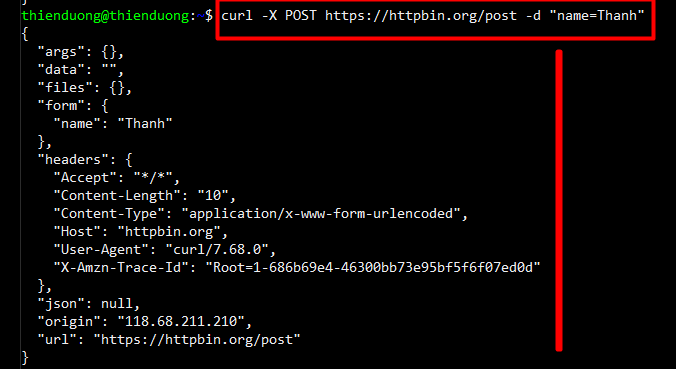 }
thienduong@thienduong:~$ curl -X POST https://httpbin.org/post -d "name=Thanh"
{
  "args": {},
  "data": "",
  "files": {},
  "form": {
    "name": "Thanh"
  },
  "headers": {
    "Accept": "*/*",
    "Content-Length": "10",
    "Content-Type": "application/x-www-form-urlencoded",
    "Host": "httpbin.org",
    "User-Agent": "curl/7.68.0",
    "X-Amzn-Trace-Id": "Root=1-686b69e4-46300bb73e95bf5f6f07ed0d"
  },
  "json": null,
  "origin": "118.68.211.210",
  "url": "https://httpbin.org/post"
}